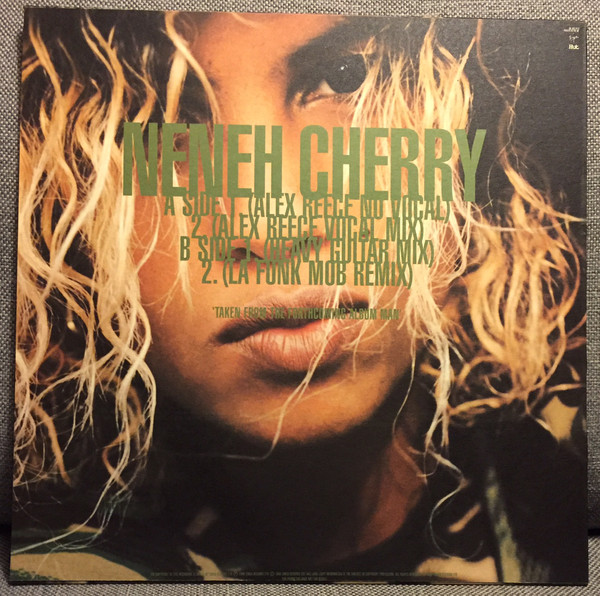 NENEH CHERRY
A SIDE 1. (ALEX REECE NO VOCAL)
2. (ALEX REECE VOCAL MIX)
B SIDE 1. (HEAVY GUITAR MIX)
2. (LA FUNK MOB REMIX)
'TAKEN FROM THE FORTHCOMING ALBUM MAN'